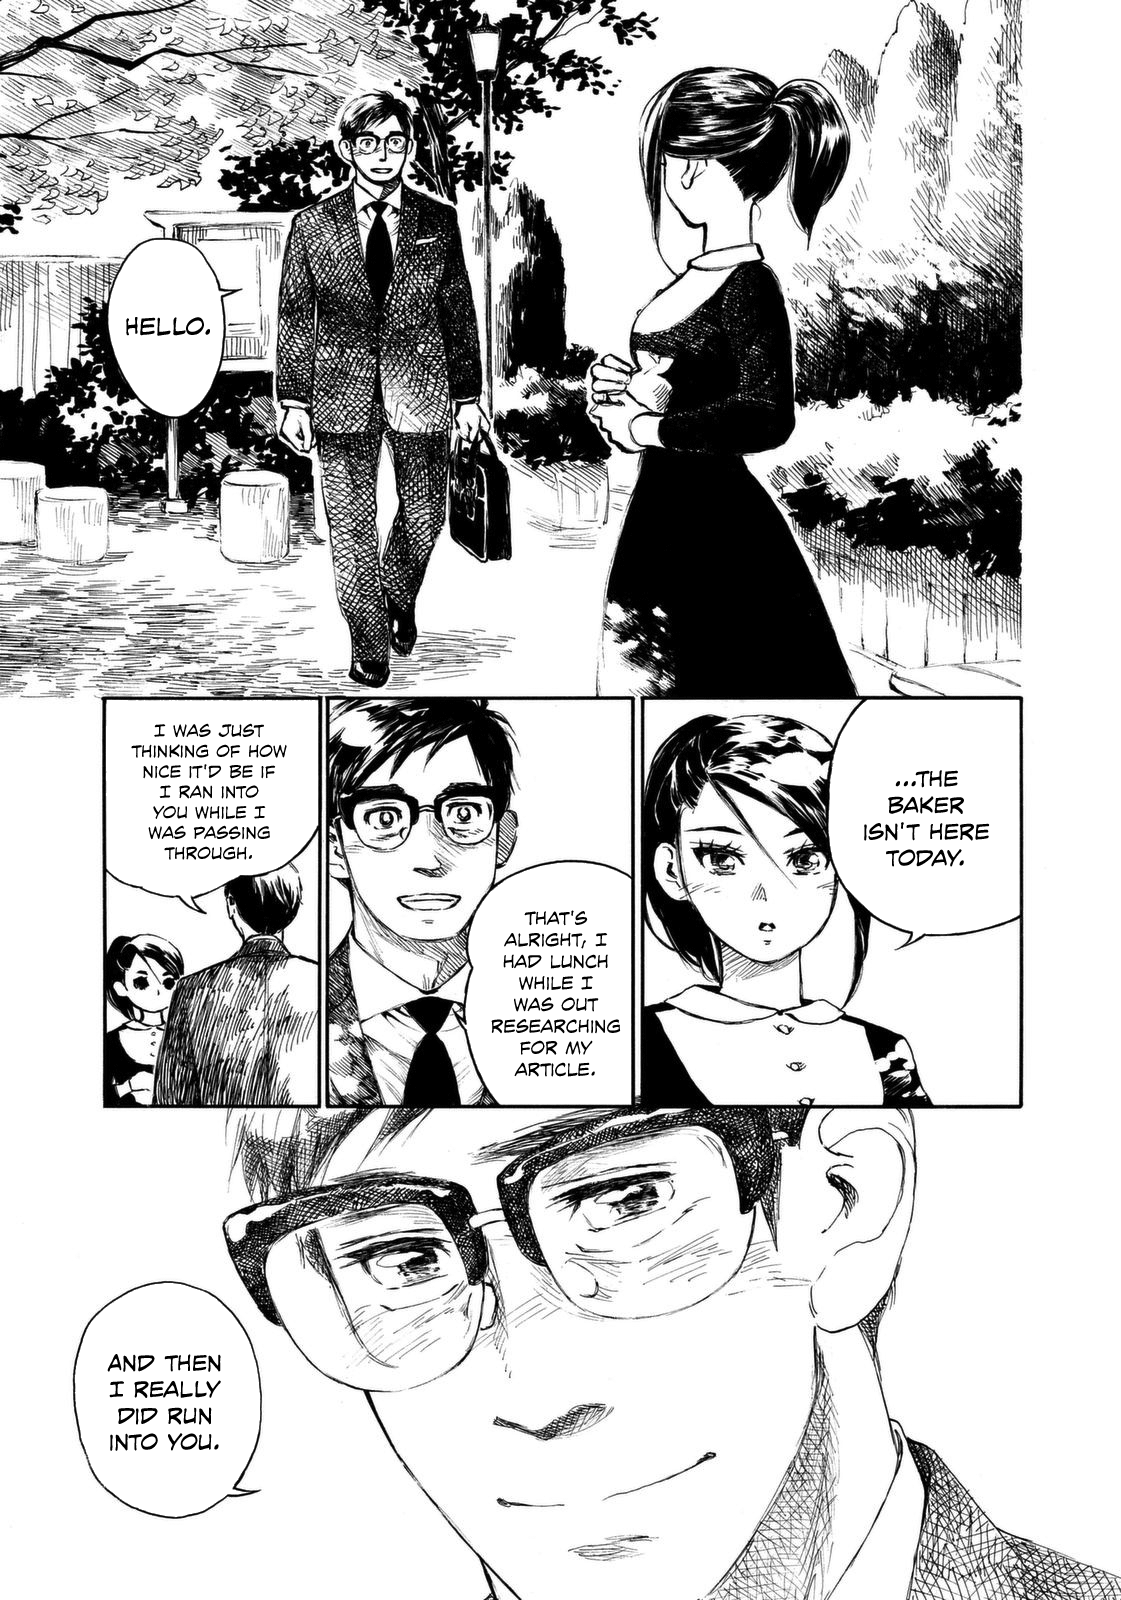 HELLO.
...THE
BAKER
ISN'T HERE
TODAY.
THAT'S
ALRIGHT, I
HAD LUNCH
WHILE I
WAS OUT
RESEARCHING
FOR MY
ARTICLE.
I WAS JUST
THINKING OF HOW
NICE IT'D BE IF
I RAN INTO
YOU WHILE I
WAS PASSING
THROUGH.
AND THEN
I REALLY
DID RUN
INTO YOU.